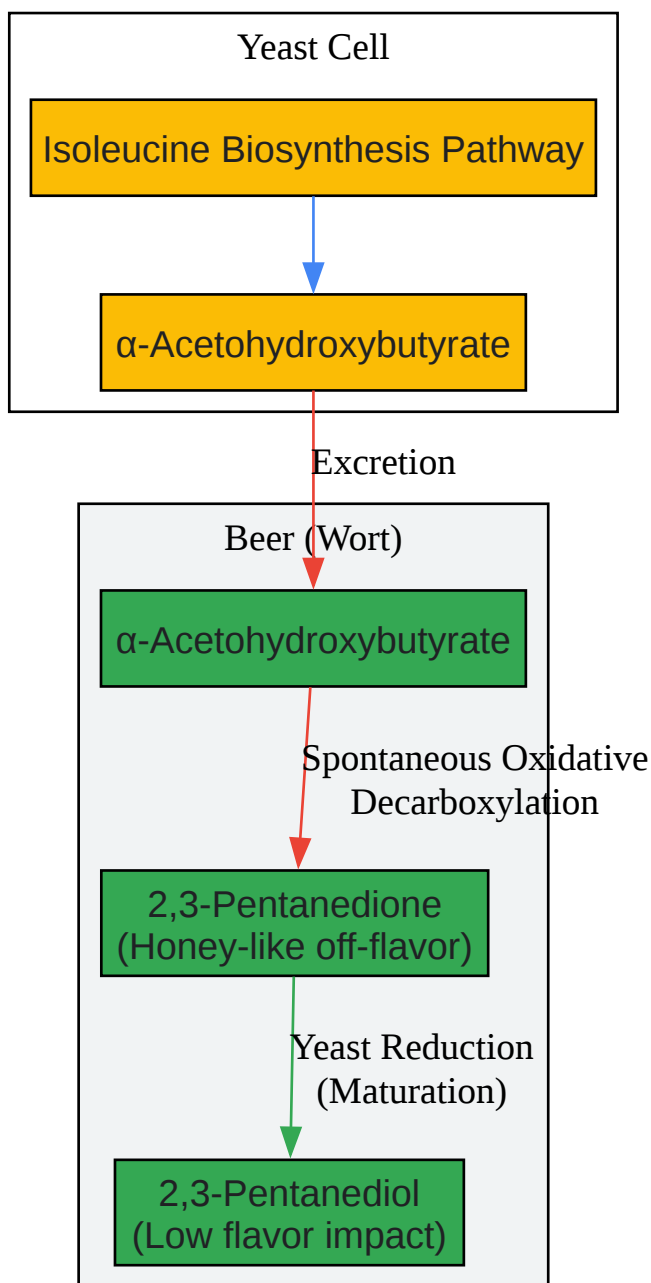 Yeast Cell
Isoleucine Biosynthesis Pathway
α-Acetohydroxybutyrate
Excretion
Beer (Wort)
α-Acetohydroxybutyrate
Spontaneous Oxidative
Decarboxylation
2,3-Pentanedione
(Honey-like off-flavor)
Yeast Reduction
(Maturation)
2,3-Pentanediol
(Low flavor impact)